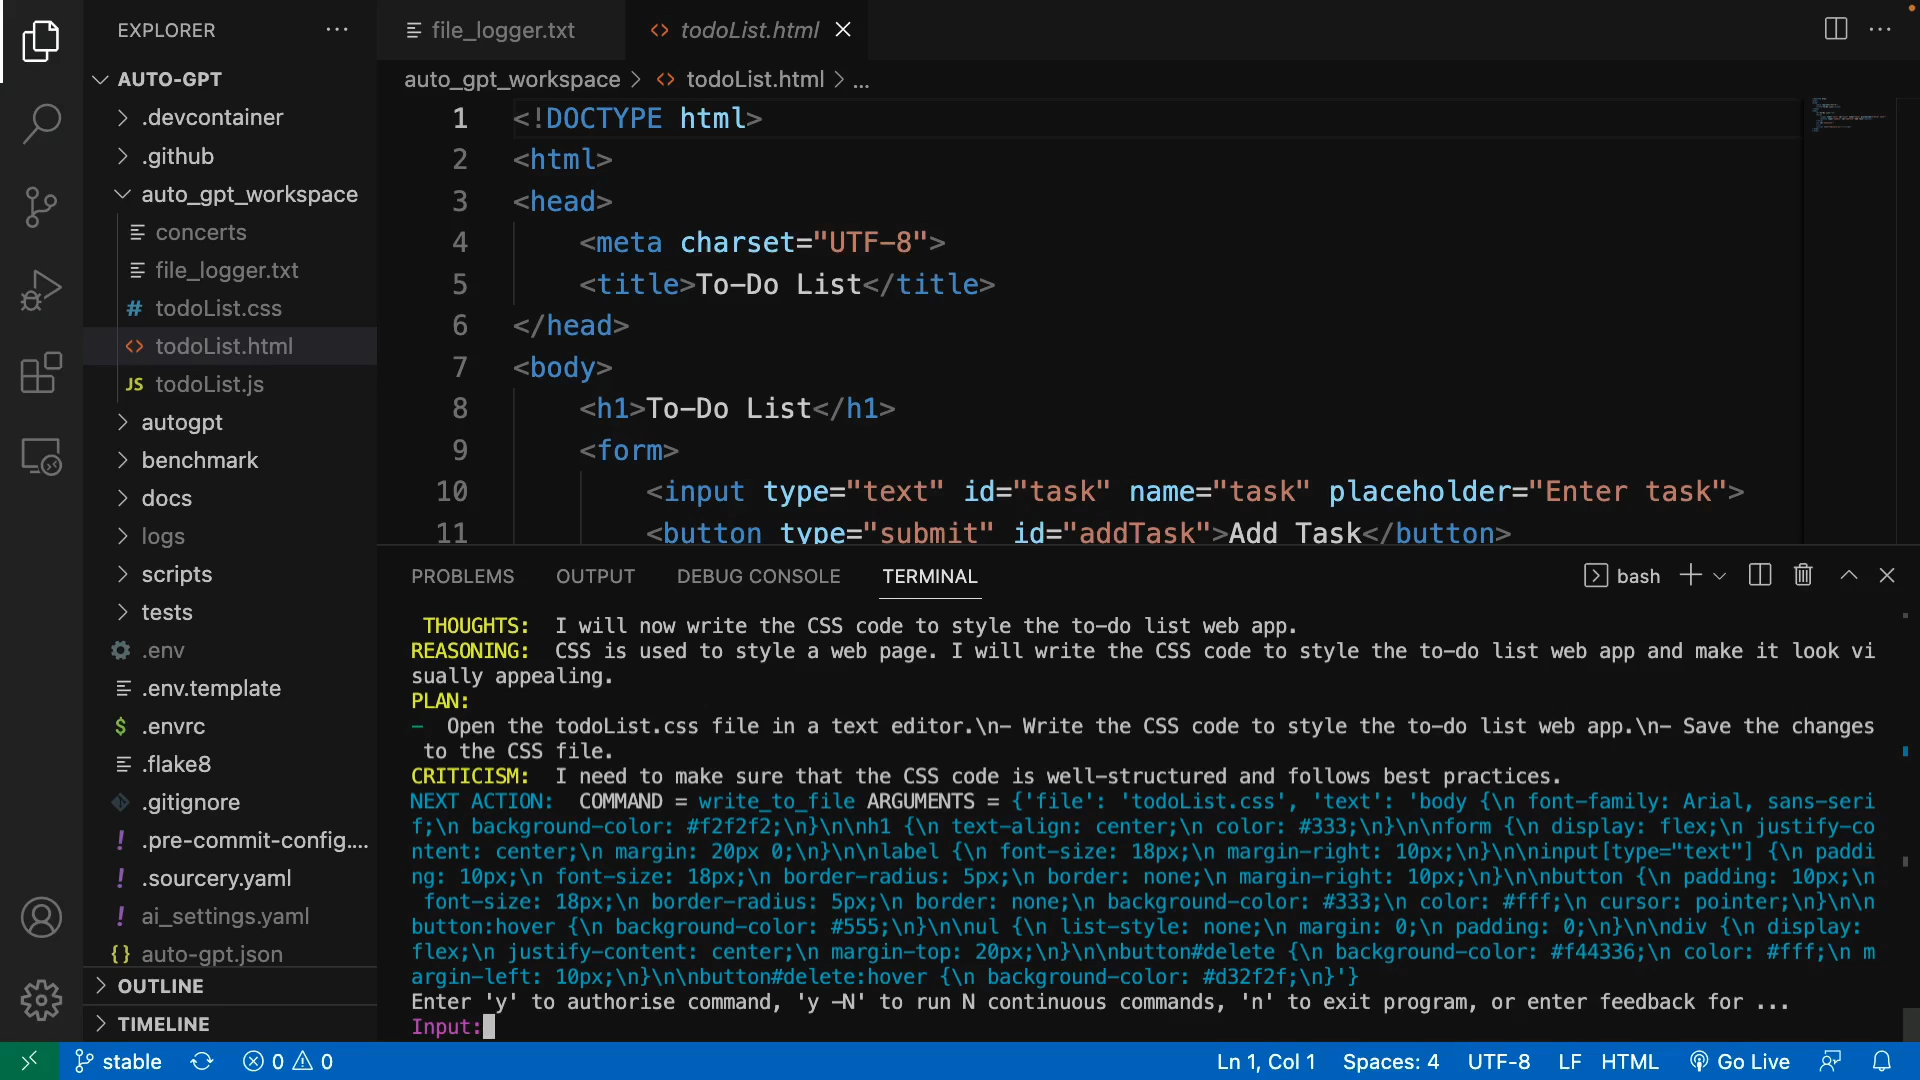 EXPLORER
AUTO-GPT
.devcontainer
.github
auto_gpt_workspace
concerts
file_logger.txt
# todoList.css
<> todoList.html
JS todoList.js
autogpt
benchmark
docs
logs
scripts
tests
.env
.env.template
$ .envrc
.flake8
.gitignore
! .pre-commit-config....
! .sourcery.yaml
! ai_settings.yaml
{} auto-gpt.json
OUTLINE
TIMELINE
file_logger.txt
<> todoList.html
auto_gpt_workspace > <> todoList.html > ...
1 <!DOCTYPE html>
2 <html>
3 <head>
4 <meta charset="UTF-8">
5 <title>To-Do List</title>
6 </head>
7 <body>
8 <h1>To-Do List</h1>
9 <form>
10 <input type="text" id="task" name="task" placeholder="Enter task">
11 <button type="submit" id="addTask">Add Task</button>
PROBLEMS OUTPUT DEBUG CONSOLE TERMINAL
bash
THOUGHTS: I will now write the CSS code to style the to-do list web app.
REASONING: CSS is used to style a web page. I will write the CSS code to style the to-do list web app and make it look vi
sually appealing.
PLAN:
- Open the todoList.css file in a text editor.\n- Write the CSS code to style the to-do list web app.\n- Save the changes
to the CSS file.
CRITICISM: I need to make sure that the CSS code is well-structured and follows best practices.
NEXT ACTION: COMMAND = write_to_file ARGUMENTS = {'file': 'todoList.css', 'text': 'body {\n font-family: Arial, sans-seri
f;\n background-color: #f2f2f2;\n}\n\nh1 {\n text-align: center;\n color: #333;\n}\n\nform {\n display: flex;\n justify-co
ntent: center;\n margin: 20px 0;\n}\n\nlabel {\n font-size: 18px;\n margin-right: 10px;\n}\n\ninput[type="text"] {\n paddi
ng: 10px;\n font-size: 18px;\n border-radius: 5px;\n border: none;\n margin-right: 10px;\n}\n\nbutton {\n padding: 10px;\n
font-size: 18px;\n border-radius: 5px;\n border: none;\n background-color: #333;\n color: #fff;\n cursor: pointer;\n}\n\n
button:hover {\n background-color: #555;\n}\n\nul {\n list-style: none;\n margin: 0;\n padding: 0;\n}\n\ndiv {\n display:
flex;\n justify-content: center;\n margin-top: 20px;\n}\n\nbutton#delete {\n background-color: #f44336;\n color: #fff;\n m
argin-left: 10px;\n}\n\nbutton#delete:hover {\n background-color: #d32f2f;\n}'}
Enter 'y' to authorise command, 'y -N' to run N continuous commands, 'n' to exit program, or enter feedback for ...
Input:
stable 0 0 Ln 1, Col 1 Spaces: 4 UTF-8 LF HTML Go Live